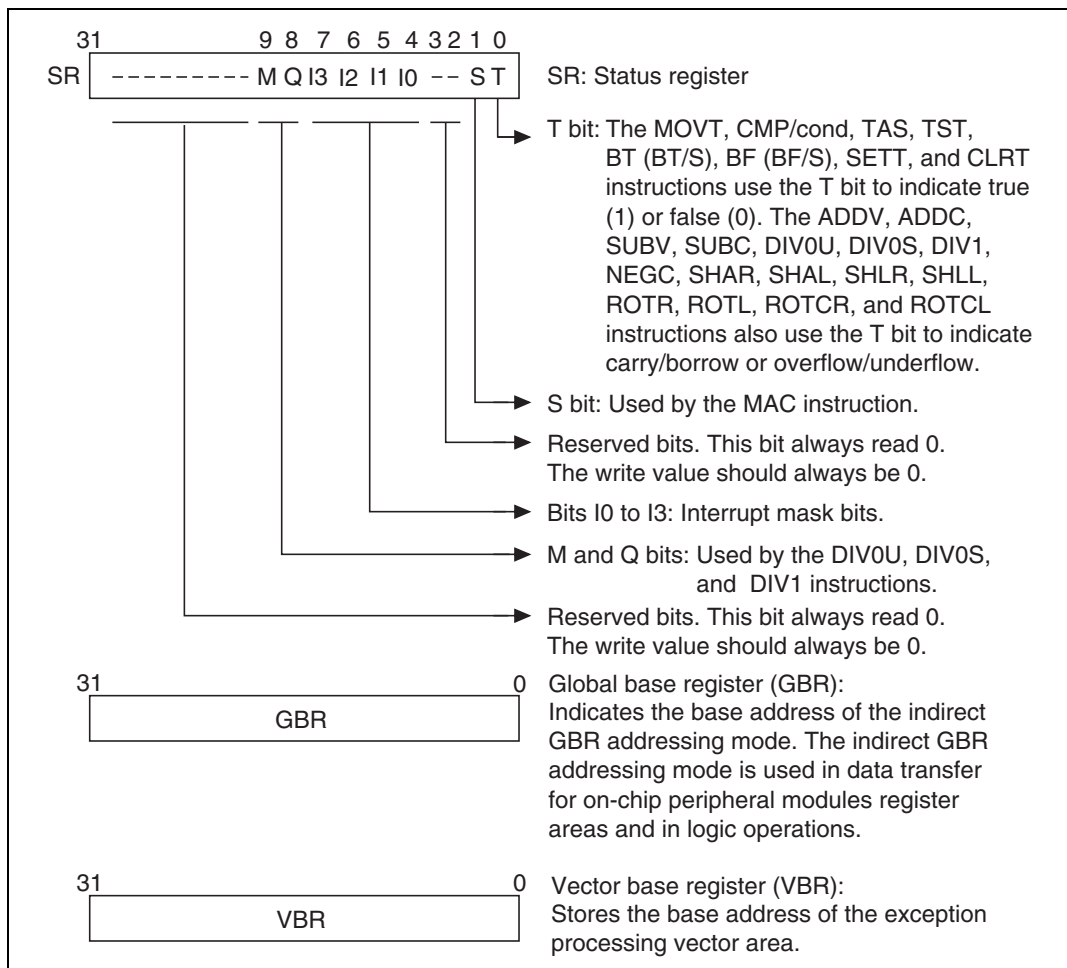 31 9 8 7 6 5 4 3 2 1 0
SR ---------- M Q I3 I2 I1 I0 -- S T SR: Status register
T bit: The MOVT, CMP/cond, TAS, TST,
BT (BT/S), BF (BF/S), SETT, and CLRT
instructions use the T bit to indicate true
(1) or false (0). The ADDV, ADDC,
SUBV, SUBC, DIV0U, DIV0S, DIV1,
NEGC, SHAR, SHAL, SHLR, SHLL,
ROTR, ROTL, ROTCR, and ROTCL
instructions also use the T bit to indicate
carry/borrow or overflow/underflow.
S bit: Used by the MAC instruction.
Reserved bits. This bit always read 0.
The write value should always be 0.
Bits I0 to I3: Interrupt mask bits.
M and Q bits: Used by the DIV0U, DIV0S,
and DIV1 instructions.
Reserved bits. This bit always read 0.
The write value should always be 0.
31 0 Global base register (GBR):
GBR Indicates the base address of the indirect
GBR addressing mode. The indirect GBR
addressing mode is used in data transfer
for on-chip peripheral modules register
areas and in logic operations.
31 0 Vector base register (VBR):
VBR Stores the base address of the exception
processing vector area.